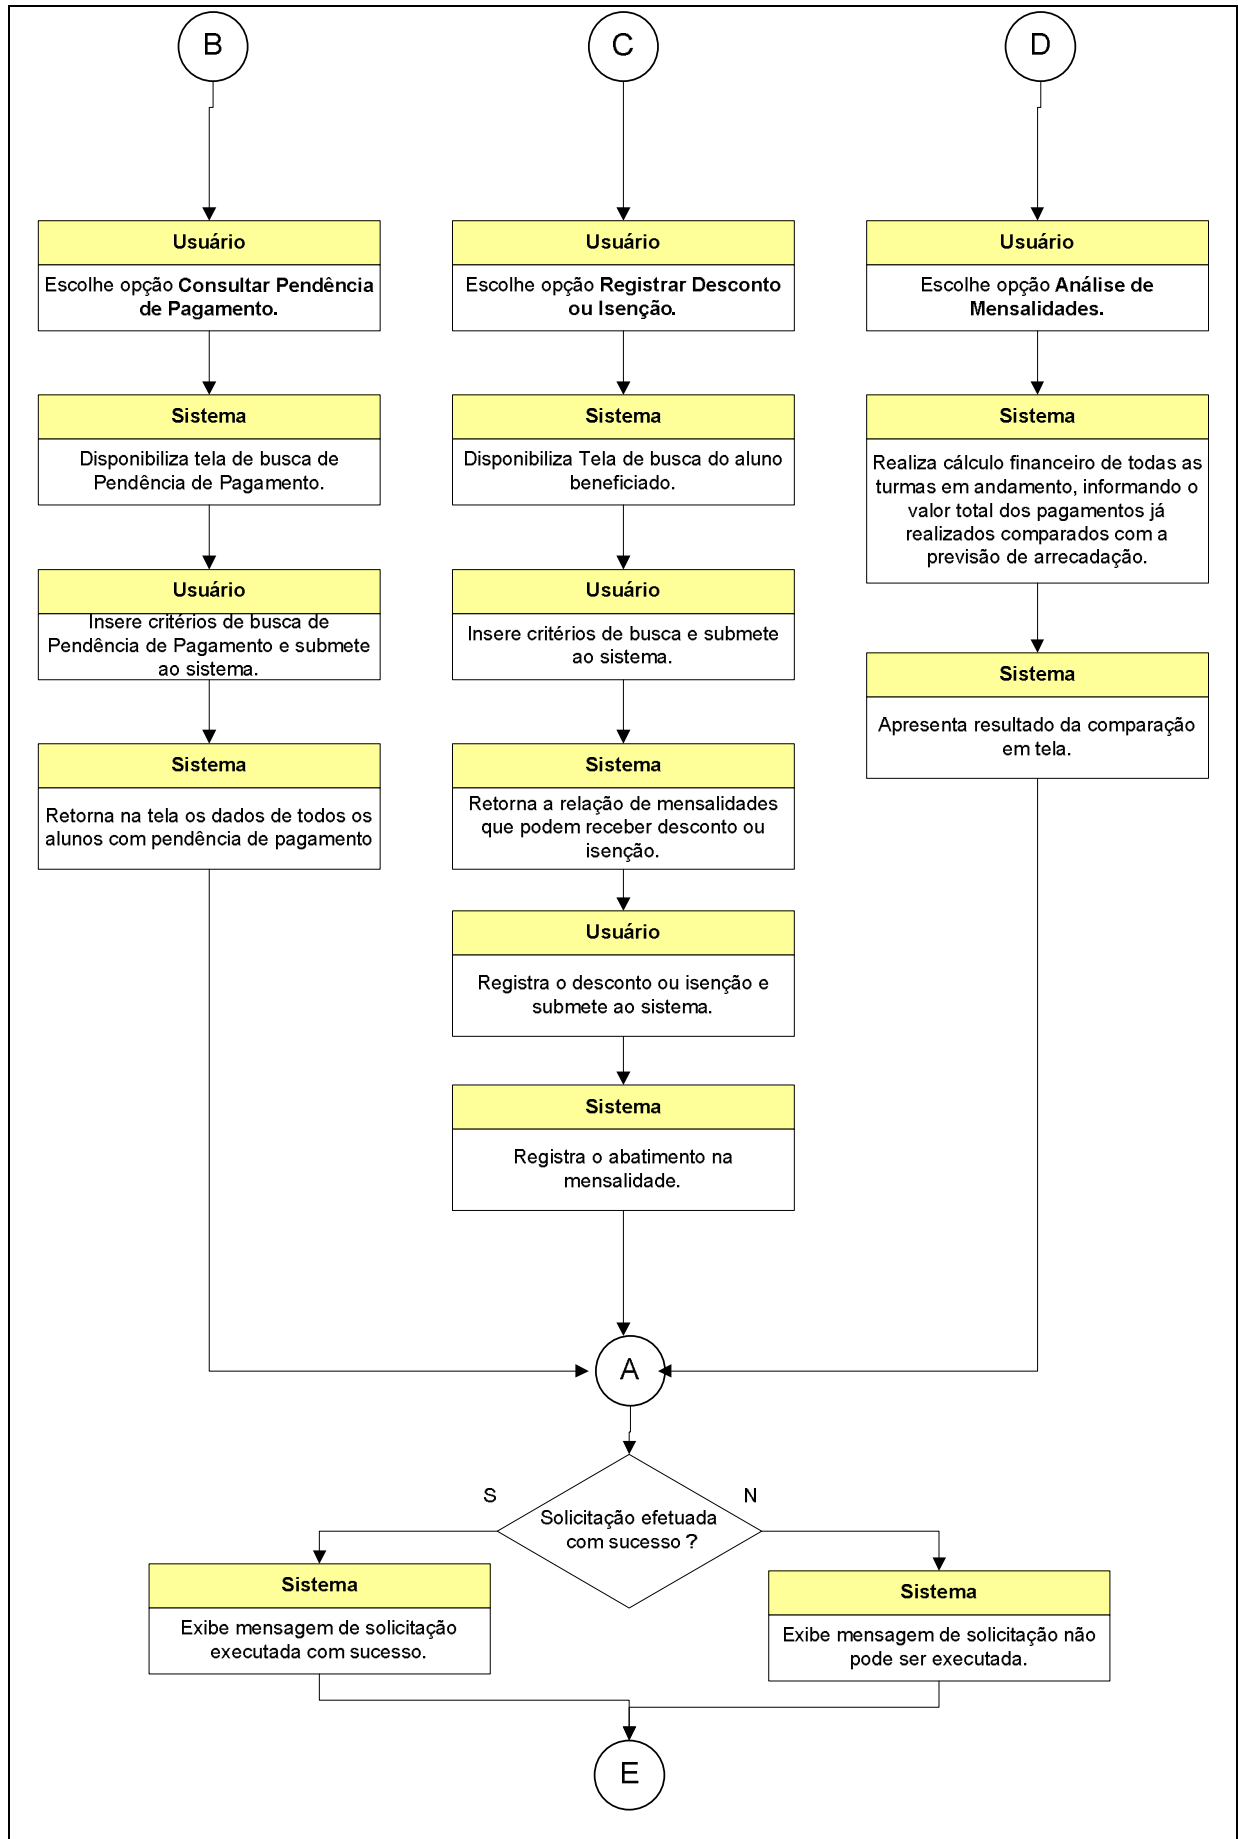 B
C
D
Usuário
Escolhe opção Consultar Pendência
de Pagamento.
Sistema
Disponibiliza tela de busca de
Pendência de Pagamento.
Usuário
Insere critérios de busca de
Pendência de Pagamento e submete
ao sistema.
Sistema
Retorna na tela os dados de todos os
alunos com pendência de pagamento
Usuário
Escolhe opção Registrar Desconto
ou Isenção.
Sistema
Disponibiliza Tela de busca do aluno
beneficiado.
Usuário
Insere critérios de busca e submete
ao sistema.
Sistema
Retorna a relação de mensalidades
que podem receber desconto ou
isenção.
Usuário
Registra o desconto ou isenção e
submete ao sistema.
Sistema
Registra o abatimento na
mensalidade.
Usuário
Escolhe opção Análise de
Mensalidades.
Sistema
Realiza cálculo financeiro de todas as
turmas em andamento, informando o
valor total dos pagamentos já
realizados comparados com a
previsão de arrecadação.
Sistema
Apresenta resultado da comparação
em tela.
A
S
N
Solicitação efetuada
com sucesso ?
Sistema
Exibe mensagem de solicitação
executada com sucesso.
Sistema
Exibe mensagem de solicitação não
pode ser executada.
E